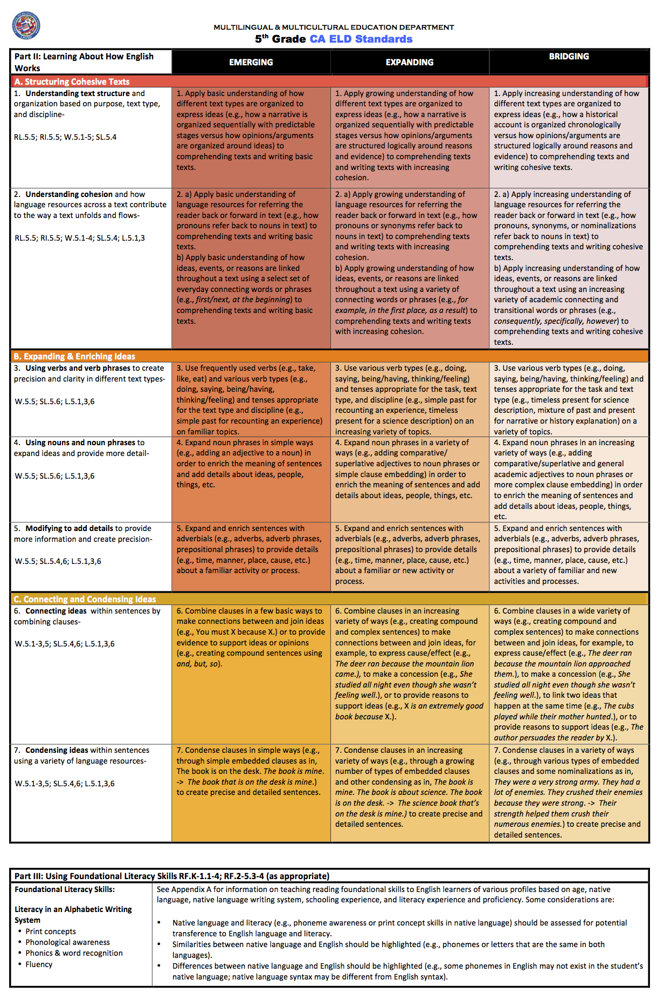 MULTILINGUAL & MULTICULTURAL EDUCATION DEPARTMENT
5th Grade CA ELD Standards
Part II: Learning About How English
Works
EMERGING
EXPANDING
BRIDGING
A. Structuring Cohesive Texts
1. Understanding text structure and
organization based on purpose, text type,
and discipline-
RL.5.5; RI.5.5; W.5.1-5; SL.5.4
1. Apply basic understanding of how
different text types are organized to
express ideas (e.g., how a narrative is
organized sequentially with predictable
stages versus how opinions/arguments
are organized around ideas) to
comprehending texts and writing basic
texts.
1. Apply growing understanding of how
different text types are organized to
express ideas (e.g., how a narrative is
organized sequentially with predictable
stages versus how opinions/arguments
are structured logically around reasons
and evidence) to comprehending texts
and writing texts with increasing
cohesion.
1. Apply increasing understanding of how
different text types are organized to
express ideas (e.g., how a historical
account is organized chronologically
versus how opinions/arguments are
structured logically around reasons and
evidence) to comprehending texts and
writing cohesive texts.
2. Understanding cohesion and how
language resources across a text contribute
to the way a text unfolds and flows-
RL.5.5; RI.5.5; W.5.1-4; SL.5.4; L.5.1,3
2. a) Apply basic understanding of
language resources for referring the
reader back or forward in text (e.g., how
pronouns refer back to nouns in text) to
comprehending texts and writing basic
texts.
b) Apply basic understanding of how
ideas, events, or reasons are linked
throughout a text using a select set of
everyday connecting words or phrases
(e.g., first/next, at the beginning) to
comprehending texts and writing basic
texts.
2. a) Apply growing understanding of
language resources for referring the
reader back or forward in text (e.g., how
pronouns or synonyms refer back to
nouns in text) to comprehending texts
and writing texts with increasing
cohesion.
b) Apply growing understanding of how
ideas, events, or reasons are linked
throughout a text using a variety of
connecting words or phrases (e.g., for
example, in the first place, as a result) to
comprehending texts and writing texts
with increasing cohesion.
2. a) Apply increasing understanding of
language resources for referring the
reader back or forward in text (e.g., how
pronouns, synonyms, or nominalizations
refer back to nouns in text) to
comprehending texts and writing cohesive
texts.
b) Apply increasing understanding of how
ideas, events, or reasons are linked
throughout a text using an increasing
variety of academic connecting and
transitional words or phrases (e.g.,
consequently, specifically, however) to
comprehending texts and writing cohesive
texts.
B. Expanding & Enriching Ideas
3. Using verbs and verb phrases to create
precision and clarity in different text types-
W.5.5; SL.5.6; L.5.1,3,6
3. Use frequently used verbs (e.g., take,
like, eat) and various verb types (e.g.,
doing, saying, being/having,
thinking/feeling) and tenses appropriate
for the text type and discipline (e.g.,
simple past for recounting an experience)
on familiar topics.
3. Use various verb types (e.g., doing,
saying, being/having, thinking/feeling)
and tenses appropriate for the task, text
type, and discipline (e.g., simple past for
recounting an experience, timeless
present for a science description) on an
increasing variety of topics.
3. Use various verb types (e.g., doing,
saying, being/having, thinking/feeling) and
tenses appropriate for the task and text
type (e.g., timeless present for science
description, mixture of past and present
for narrative or history explanation) on a
variety of topics.
4. Using nouns and noun phrases to
expand ideas and provide more detail-
W.5.5; SL.5.6; L.5.1,3,6
4. Expand noun phrases in simple ways
(e.g., adding an adjective to a noun) in
order to enrich the meaning of sentences
and add details about ideas, people,
things, etc.
4. Expand noun phrases in a variety of
ways (e.g., adding comparative/
superlative adjectives to noun phrases or
simple clause embedding) in order to
enrich the meaning of sentences and add
details about ideas, people, things, etc.
4. Expand noun phrases in an increasing
variety of ways (e.g., adding
comparative/superlative and general
academic adjectives to noun phrases or
more complex clause embedding) in order
to enrich the meaning of sentences and
add details about ideas, people, things,
etc.
5. Modifying to add details to provide
more information and create precision-
W.5.5; SL.5.4,6; L.5.1,3,6
5. Expand and enrich sentences with
adverbials (e.g., adverbs, adverb phrases,
prepositional phrases) to provide details
(e.g., time, manner, place, cause, etc.)
about a familiar activity or process.
5. Expand and enrich sentences with
adverbials (e.g., adverbs, adverb phrases,
prepositional phrases) to provide details
(e.g., time, manner, place, cause, etc.)
about a familiar or new activity or
process.
5. Expand and enrich sentences with
adverbials (e.g., adverbs, adverb phrases,
prepositional phrases) to provide details
(e.g., time, manner, place, cause, etc.)
about a variety of familiar and new
activities and processes.
C. Connecting and Condensing Ideas
6. Connecting ideas within sentences by
combining clauses-
W.5.1-3,5; SL.5.4,6; L.5.1,3,6
6. Combine clauses in a few basic ways to
make connections between and join ideas
(e.g., You must X because X.) or to provide
evidence to support ideas or opinions
(e.g., creating compound sentences using
and, but, so).
6. Combine clauses in an increasing
variety of ways (e.g., creating compound
and complex sentences) to make
connections between and join ideas, for
example, to express cause/effect (e.g.,
The deer ran because the mountain lion
came.), to make a concession (e.g., She
studied all night even though she wasn't
feeling well.), or to provide reasons to
support ideas (e.g., X is an extremely good
book because X.).
6. Combine clauses in a wide variety of
ways (e.g., creating compound and
complex sentences) to make connections
between and join ideas, for example, to
express cause/effect (e.g., The deer ran
because the mountain lion approached
them.), to make a concession (e.g., She
studied all night even though she wasn't
feeling well.), to link two ideas that
happen at the same time (e.g., The cubs
played while their mother hunted.), or to
provide reasons to support ideas (e.g., The
author persuades the reader by X.).
7. Condensing ideas within sentences
using a variety of language resources-
W.5.1-3,5; SL.5.4,6; L.5.1,3,6
7. Condense clauses in simple ways (e.g.,
through simple embedded clauses as in,
The book is on the desk. The book is mine.
-> The book that is on the desk is mine.)
to create precise and detailed sentences.
7. Condense clauses in an increasing
variety of ways (e.g., through a growing
number of types of embedded clauses
and other condensing as in, The book is
mine. The book is about science. The book
is on the desk. -> The science book that's
on the desk is mine.) to create precise and
detailed sentences.
7. Condense clauses in a variety of ways
(e.g., through various types of embedded
clauses and some nominalizations as in,
They were a very strong army. They had a
lot of enemies. They crushed their enemies
because they were strong. -> Their
strength helped them crush their
numerous enemies.) to create precise and
detailed sentences.
Part III: Using Foundational Literacy Skills RF.K-1.1-4; RF.2-5.3-4 (as appropriate)
Foundational Literacy Skills:
Literacy in an Alphabetic Writing
System
• Print concepts
• Phonological awareness
• Phonics & word recognition
• Fluency
See Appendix A for information on teaching reading foundational skills to English learners of various profiles based on age, native
language, native language writing system, schooling experience, and literacy experience and proficiency. Some considerations are:
• Native language and literacy (e.g., phoneme awareness or print concept skills in native language) should be assessed for potential
transference to English language and literacy.
• Similarities between native language and English should be highlighted (e.g., phonemes or letters that are the same in both
languages).
• Differences between native language and English should be highlighted (e.g., some phonemes in English may not exist in the student's
native language; native language syntax may be different from English syntax).